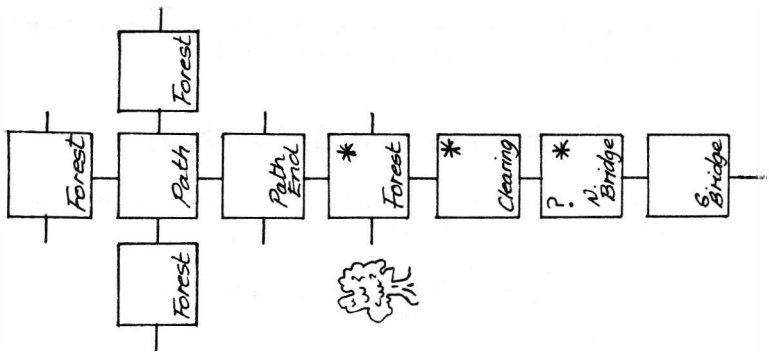 Forest
Forest
Path
Forest
Path
End
*
Forest
*
Clearing
? *
N.
Bridge
S
Bridge